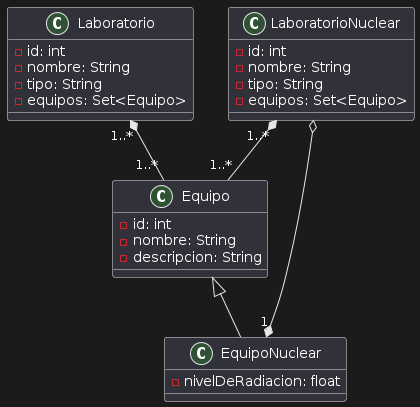 C Laboratorio
id: int
nombre: String
tipo: String
equipos: Set<Equipo>
C LaboratorioNuclear
id: int
nombre: String
tipo: String
equipos: Set<Equipo>
1..*
1..*
1..*
1..*
C Equipo
id: int
nombre: String
descripcion: String
1
C EquipoNuclear
nivelDeRadiacion: float